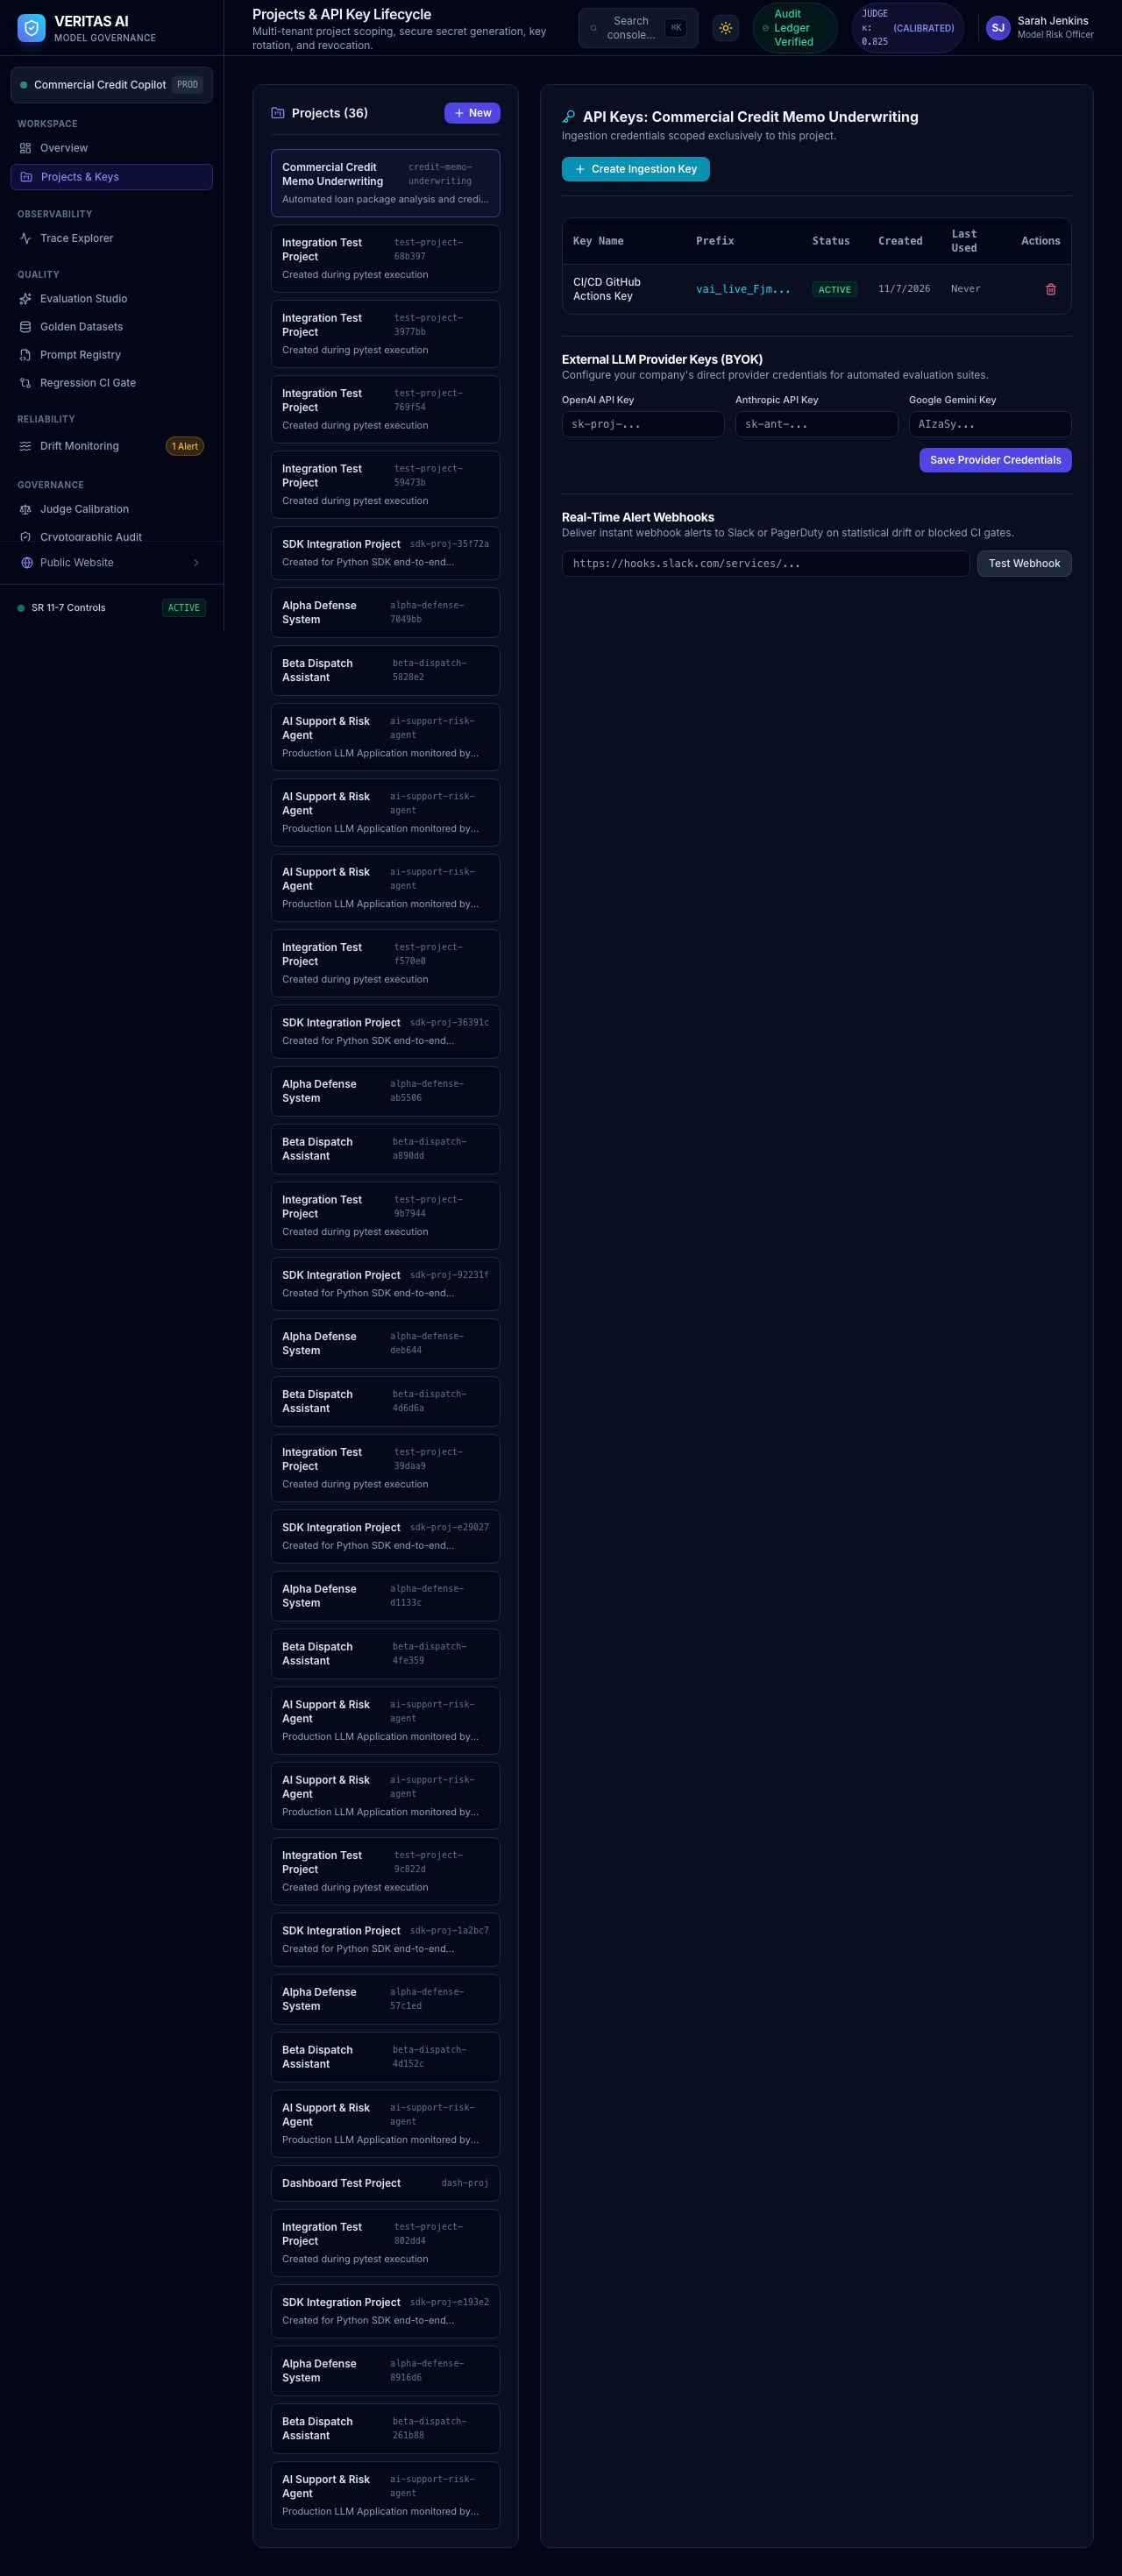 VERITAS AI
MODEL GOVERNANCE
Commercial Credit Copilot PROD
WORKSPACE
Overview
Projects & Keys
OBSERVABILITY
Trace Explorer
QUALITY
Evaluation Studio
Golden Datasets
Prompt Registry
Regression CI Gate
RELIABILITY
Drift Monitoring 1 Alert
GOVERNANCE
Judge Calibration
Cryptographic Audit
Public Website
SR 11-7 Controls ACTIVE
Projects & API Key Lifecycle
Multi-tenant project scoping, secure secret generation, key
rotation, and revocation.
Search
console... ⌘K
Audit
Ledger
Verified
JUDGE
κ:
0.825
(CALIBRATED)
SJ
Sarah Jenkins
Model Risk Officer
Projects (36)
New
Commercial Credit
Memo Underwriting
credit-memo-
underwriting
Automated loan package analysis and credi...
Integration Test
Project
test-project-
68b397
Created during pytest execution
Integration Test
Project
test-project-
3977bb
Created during pytest execution
Integration Test
Project
test-project-
769f54
Created during pytest execution
Integration Test
Project
test-project-
59473b
Created during pytest execution
SDK Integration Project sdk-proj-35f72a
Created for Python SDK end-to-end...
Alpha Defense
System
alpha-defense-
7049bb
Beta Dispatch
Assistant
beta-dispatch-
5828e2
AI Support & Risk
Agent
ai-support-risk-
agent
Production LLM Application monitored by...
AI Support & Risk
Agent
ai-support-risk-
agent
Production LLM Application monitored by...
AI Support & Risk
Agent
ai-support-risk-
agent
Production LLM Application monitored by...
Integration Test
Project
test-project-
f570e0
Created during pytest execution
SDK Integration Project sdk-proj-36391c
Created for Python SDK end-to-end...
Alpha Defense
System
alpha-defense-
ab5506
Beta Dispatch
Assistant
beta-dispatch-
a890dd
Integration Test
Project
test-project-
9b7944
Created during pytest execution
SDK Integration Project sdk-proj-92231f
Created for Python SDK end-to-end...
Alpha Defense
System
alpha-defense-
deb644
Beta Dispatch
Assistant
beta-dispatch-
4d6d6a
Integration Test
Project
test-project-
39daa9
Created during pytest execution
SDK Integration Project sdk-proj-e29027
Created for Python SDK end-to-end...
Alpha Defense
System
alpha-defense-
d1133c
Beta Dispatch
Assistant
beta-dispatch-
4fe359
AI Support & Risk
Agent
ai-support-risk-
agent
Production LLM Application monitored by...
AI Support & Risk
Agent
ai-support-risk-
agent
Production LLM Application monitored by...
Integration Test
Project
test-project-
9c822d
Created during pytest execution
SDK Integration Project sdk-proj-1a2bc7
Created for Python SDK end-to-end...
Alpha Defense
System
alpha-defense-
57c1ed
Beta Dispatch
Assistant
beta-dispatch-
4d152c
AI Support & Risk
Agent
ai-support-risk-
agent
Production LLM Application monitored by...
Dashboard Test Project dash-proj
Integration Test
Project
test-project-
802dd4
Created during pytest execution
SDK Integration Project sdk-proj-e193e2
Created for Python SDK end-to-end...
Alpha Defense
System
alpha-defense-
8916d6
Beta Dispatch
Assistant
beta-dispatch-
261b88
AI Support & Risk
Agent
ai-support-risk-
agent
Production LLM Application monitored by...
API Keys: Commercial Credit Memo Underwriting
Ingestion credentials scoped exclusively to this project.
Create Ingestion Key
Key Name Prefix Status Created Last Used Actions
CI/CD GitHub
Actions Key
vai_live_Fjm... ACTIVE 11/7/2026 Never
External LLM Provider Keys (BYOK)
Configure your company's direct provider credentials for automated evaluation suites.
OpenAI API Key Anthropic API Key Google Gemini Key
sk-proj-... sk-ant-... AIzaSy...
Save Provider Credentials
Real-Time Alert Webhooks
Deliver instant webhook alerts to Slack or PagerDuty on statistical drift or blocked CI gates.
https://hooks.slack.com/services/... Test Webhook